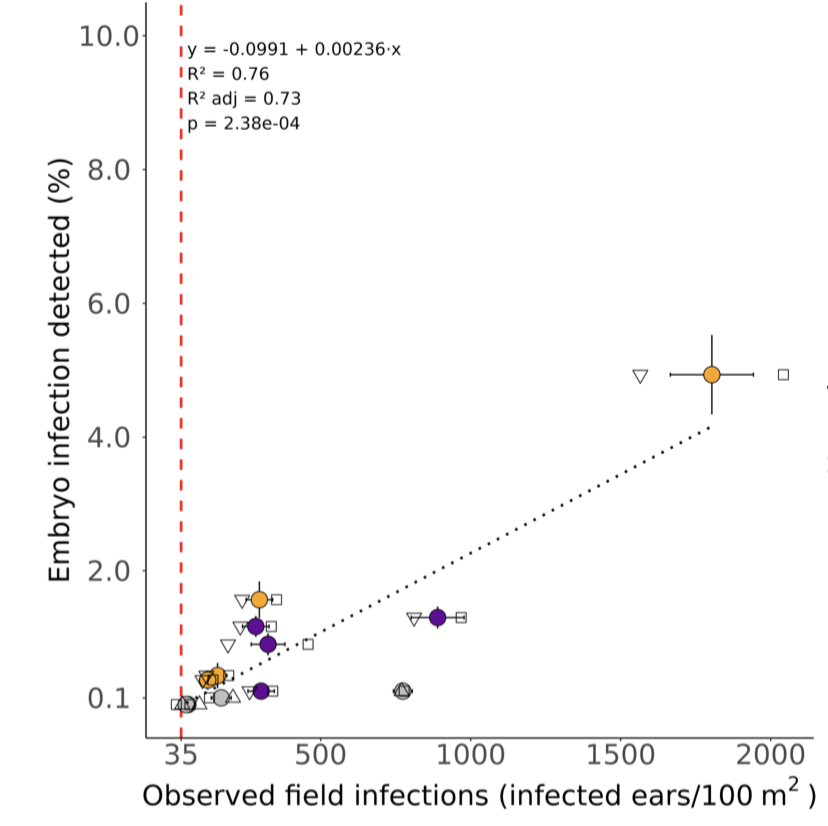 y = -0.0991 + 0.00236·x
R² = 0.76
R² adj = 0.73
p = 2.38e-04
Embryo infection detected (%)
10.0
8.0
6.0
4.0
2.0
0.1
35 500 1000 1500 2000
Observed field infections (infected ears/100 m² )